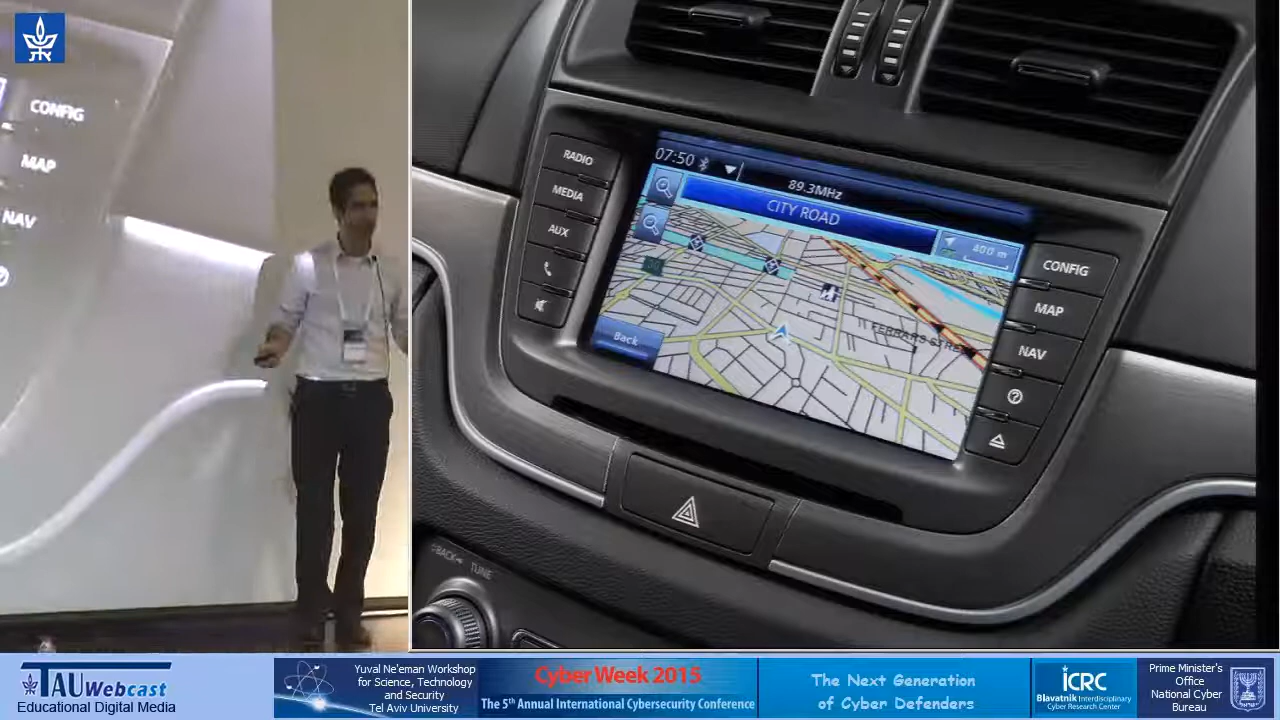 CONFIG
MAP
NAV
RADIO
MEDIA
AUX
07:50
89.3MHz
CITY ROAD
400 m
Back
CONFIG
MAP
NAV
?
BACK
TUNE
TAU Webcast
Educational Digital Media
Yuval Ne'eman Workshop
for Science, Technology
and Security
Tel Aviv University
Cyber Week 2015
The 5th Annual International Cybersecurity Conference
The Next Generation
of Cyber Defenders
ICRC
Blavatnik Interdisciplinary
Cyber Research Center
Prime Minister's
Office
National Cyber
Bureau